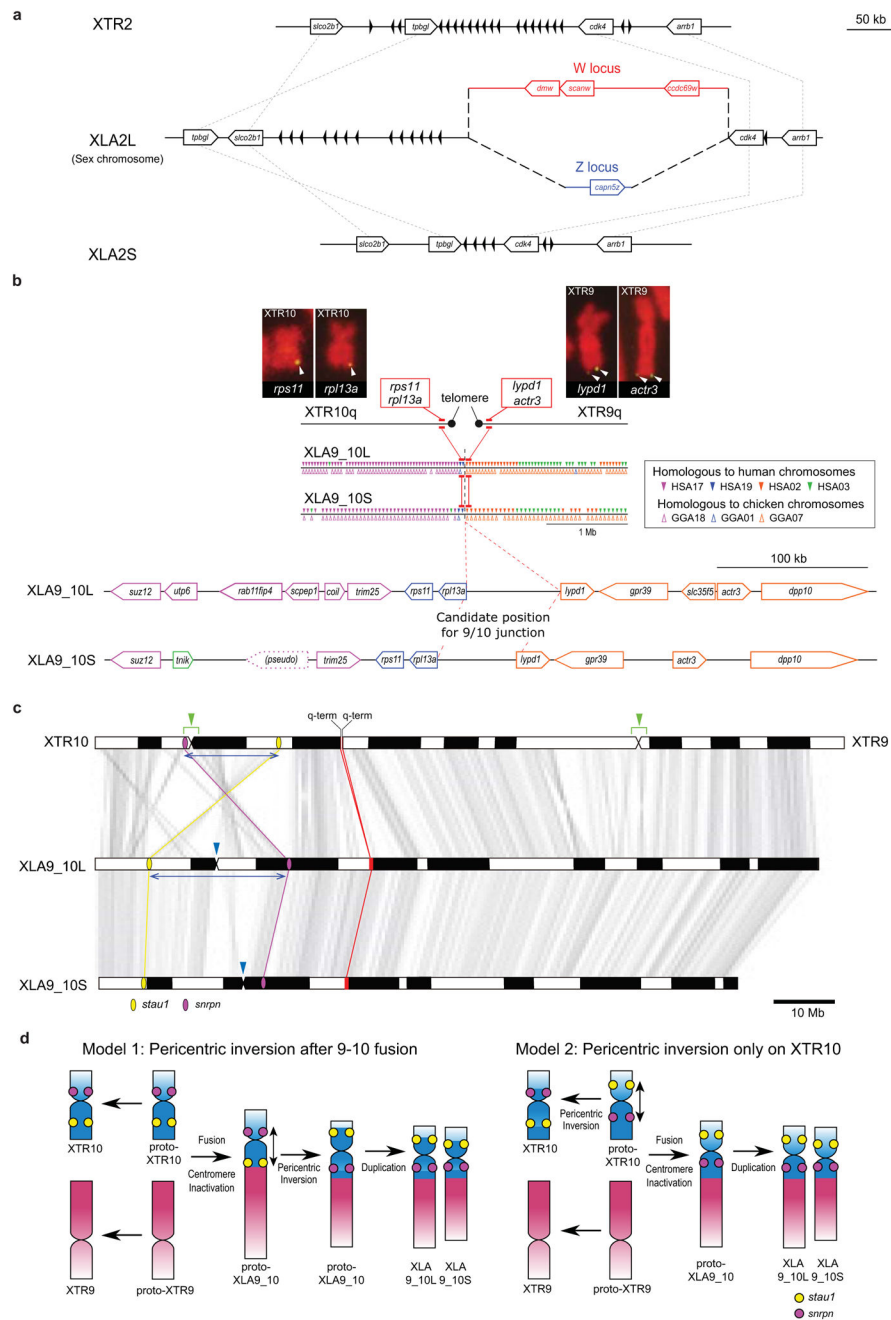 a
XTR2
slco2b1
tpbgl
cdk4
arrb1
50 kb
W locus
dmw
scanw
ccdc69w
XLA2L
(Sex chromosome)
tpbgl
slco2b1
cdk4
arrb1
Z locus
capn5z
XLA2S
slco2b1
tpbgl
cdk4
arrb1
b
XTR10
rps11
XTR10
rpl13a
XTR9
lypd1
XTR9
actr3
rps11
rpl13a
telomere
lypd1
actr3
XTR10q
XTR9q
XLA9_10L
XLA9_10S
1 Mb
Homologous to human chromosomes
HSA17 HSA19 HSA02 HSA03
Homologous to chicken chromosomes
GGA18 GGA01 GGA07
100 kb
XLA9_10L
suz12 utp6 rab11fip4 scpep1 coil trim25 rps11 rpl13a lypd1 gpr39 slc35f5 actr3 dpp10
Candidate position
for 9/10 junction
XLA9_10S
suz12 tnik (pseudo) trim25 rps11 rpl13a lypd1 gpr39 actr3 dpp10
c
q-term q-term
XTR10
XTR9
XLA9_10L
XLA9_10S
stau1 snrpn
10 Mb
d
Model 1: Pericentric inversion after 9-10 fusion
XTR10
proto-
XTR10
XTR9
proto-XTR9
Fusion
Centromere
Inactivation
proto-
XLA9_10
Pericentric
Inversion
proto-
XLA9_10
Duplication
XLA
9_10L
XLA
9_10S
Model 2: Pericentric inversion only on XTR10
XTR10
Pericentric
Inversion
proto-
XTR10
XTR9
proto-XTR9
Fusion
Centromere
Inactivation
proto-
XLA9_10
Duplication
XLA
9_10L
XLA
9_10S
stau1
snrpn